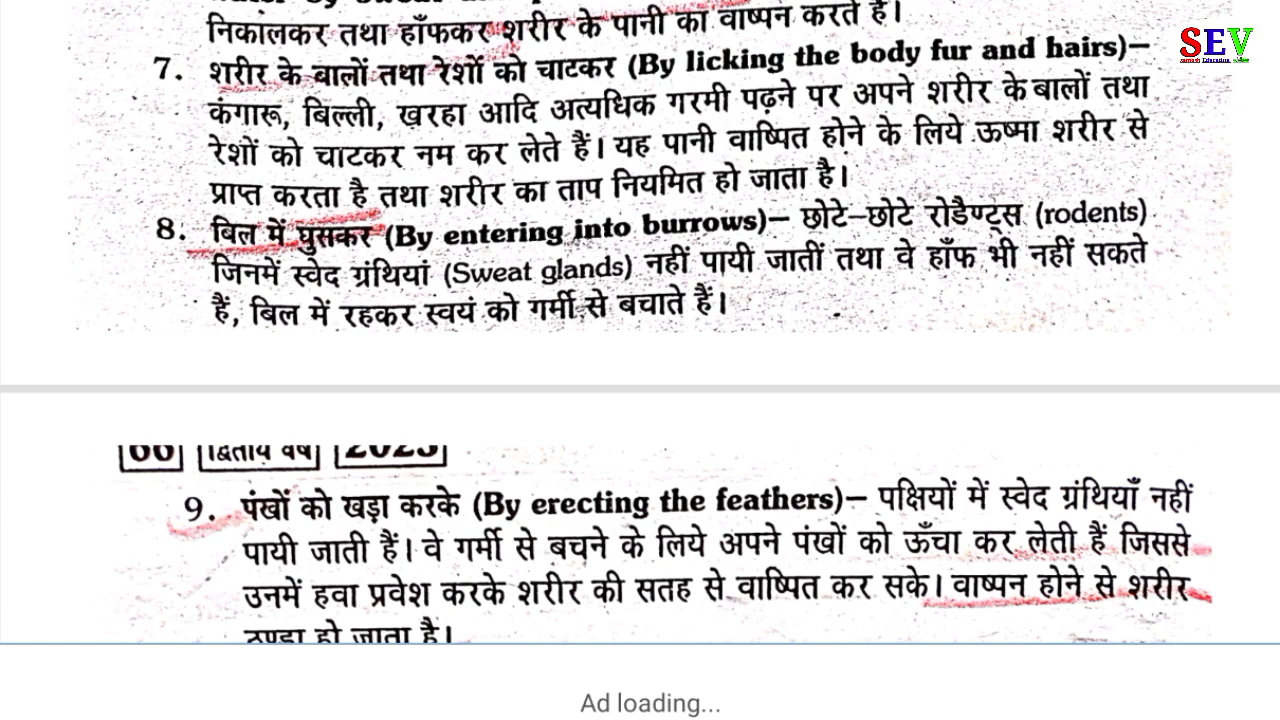 निकालकर तथा हाँफकर शरीर के पानी का वाष्पन करते हैं।
SEV
7. शरीर के बालों तथा रेशों को चाटकर (By licking the body fur and hairs)–
कंगारू, बिल्ली, खरहा आदि अत्यधिक गरमी पढ़ने पर अपने शरीर के बालों तथा
रेशों को चाटकर नम कर लेते हैं। यह पानी वाष्पित होने के लिये ऊष्मा शरीर से
प्राप्त करता है तथा शरीर का ताप नियमित हो जाता है।
8. बिल में घुसकर (By entering into burrows)– छोटे-छोटे रोडैण्ट्स (rodents)
जिनमें स्वेद ग्रंथियां (Sweat glands) नहीं पायी जातीं तथा वे हाँफ भी नहीं सकते
हैं, बिल में रहकर स्वयं को गर्मी से बचाते हैं।
द्वितीय वर्ष
9. पंखों को खड़ा करके (By erecting the feathers)– पक्षियों में स्वेद ग्रंथियाँ नहीं
पायी जाती हैं। वे गर्मी से बचने के लिये अपने पंखों को ऊँचा कर लेती हैं जिससे
उनमें हवा प्रवेश करके शरीर की सतह से वाष्पित कर सके। वाष्पन होने से शरीर
ठण्डा हो जाता है।
Ad loading...